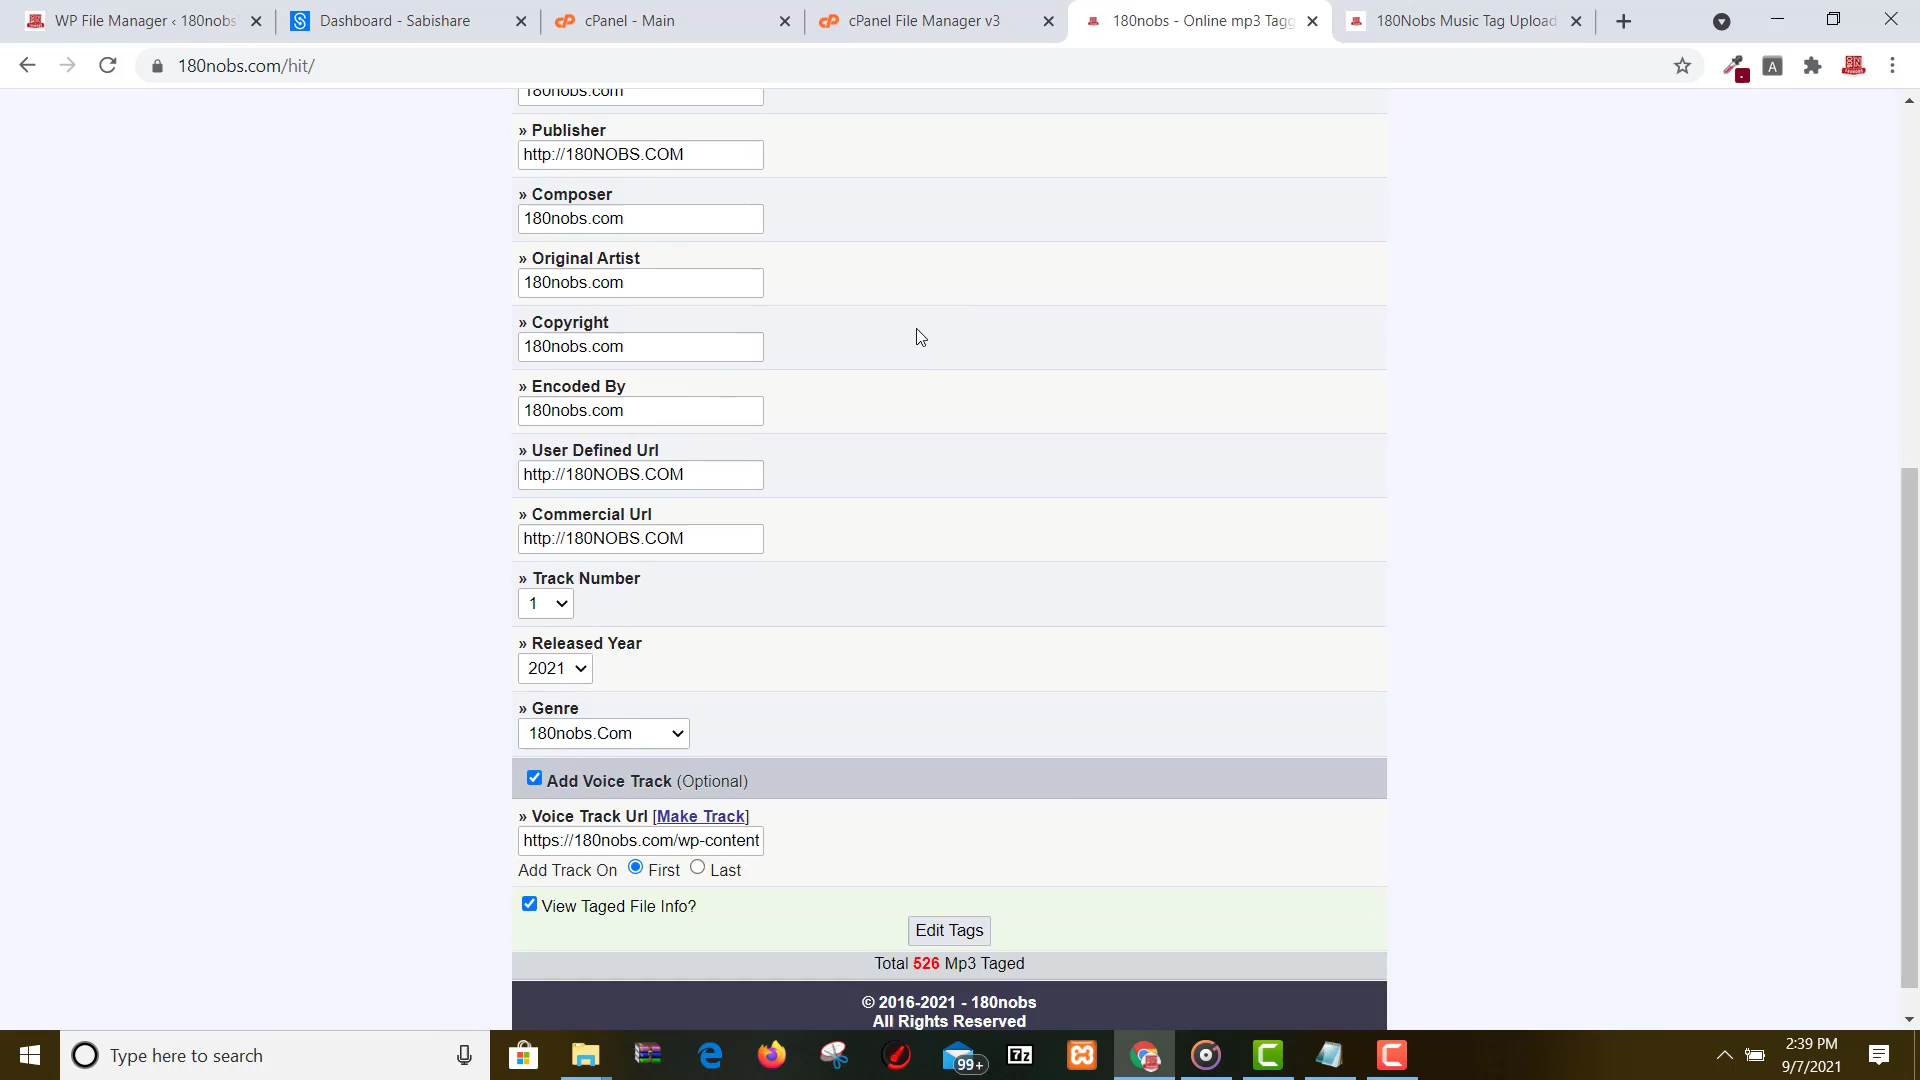 WP File Manager ‹ 180nobs
Dashboard - Sabishare
cPanel - Main
cPanel File Manager v3
180nobs - Online mp3 Tagg
180Nobs Music Tag Upload
180nobs.com/hit/
180nobs.com
» Publisher
http://180NOBS.COM
» Composer
180nobs.com
» Original Artist
180nobs.com
» Copyright
180nobs.com
» Encoded By
180nobs.com
» User Defined Url
http://180NOBS.COM
» Commercial Url
http://180NOBS.COM
» Track Number
1
» Released Year
2021
» Genre
180nobs.Com
Add Voice Track (Optional)
» Voice Track Url [Make Track]
https://180nobs.com/wp-content
Add Track On First Last
View Taged File Info?
Edit Tags
Total 526 Mp3 Taged
© 2016-2021 - 180nobs
All Rights Reserved
Type here to search
99+
7z
2:39 PM
9/7/2021